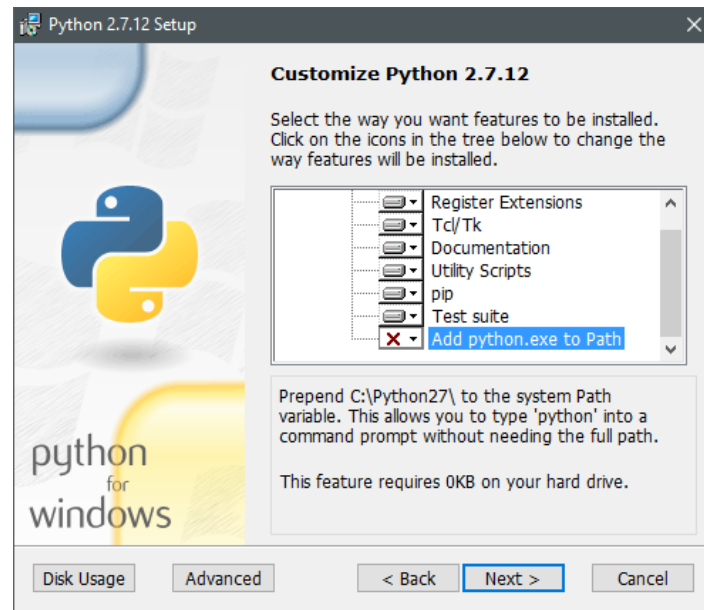 Python 2.7.12 Setup
Customize Python 2.7.12
Select the way you want features to be installed.
Click on the icons in the tree below to change the
way features will be installed.
Register Extensions
Tcl/Tk
Documentation
Utility Scripts
pip
Test suite
Add python.exe to Path
Prepend C:\Python27\ to the system Path
variable. This allows you to type 'python' into a
command prompt without needing the full path.
This feature requires 0KB on your hard drive.
python
for
windows
Disk Usage
Advanced
< Back
Next >
Cancel